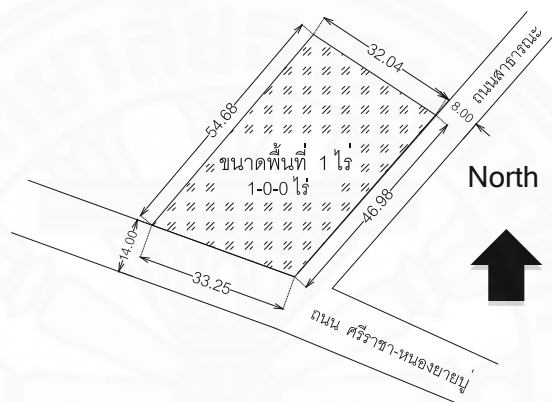 32.04
ถนนสาธารณะ
8.00
54.68
ขนาดพื้นที่ 1 ไร่
1-0-0 ไร่
North
46.98
14.00
33.25
ถนน ศรีราชา-หนองยายบู่